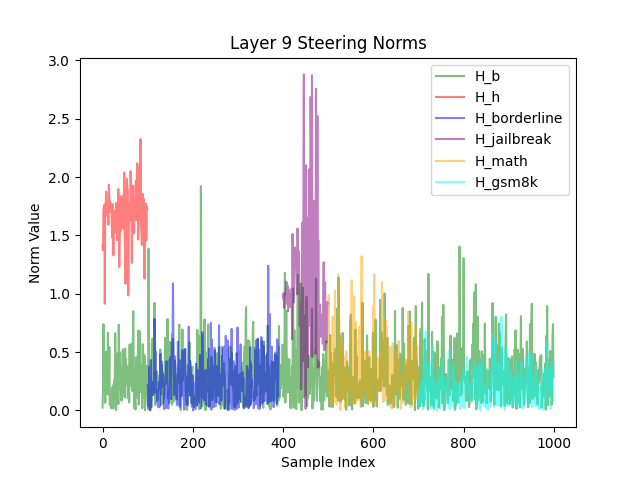 Layer 9 Steering Norms
Norm Value
3.0
2.5
2.0
1.5
1.0
0.5
0.0
H_b
H_h
H_borderline
H_jailbreak
H_math
H_gsm8k
0 200 400 600 800 1000
Sample Index